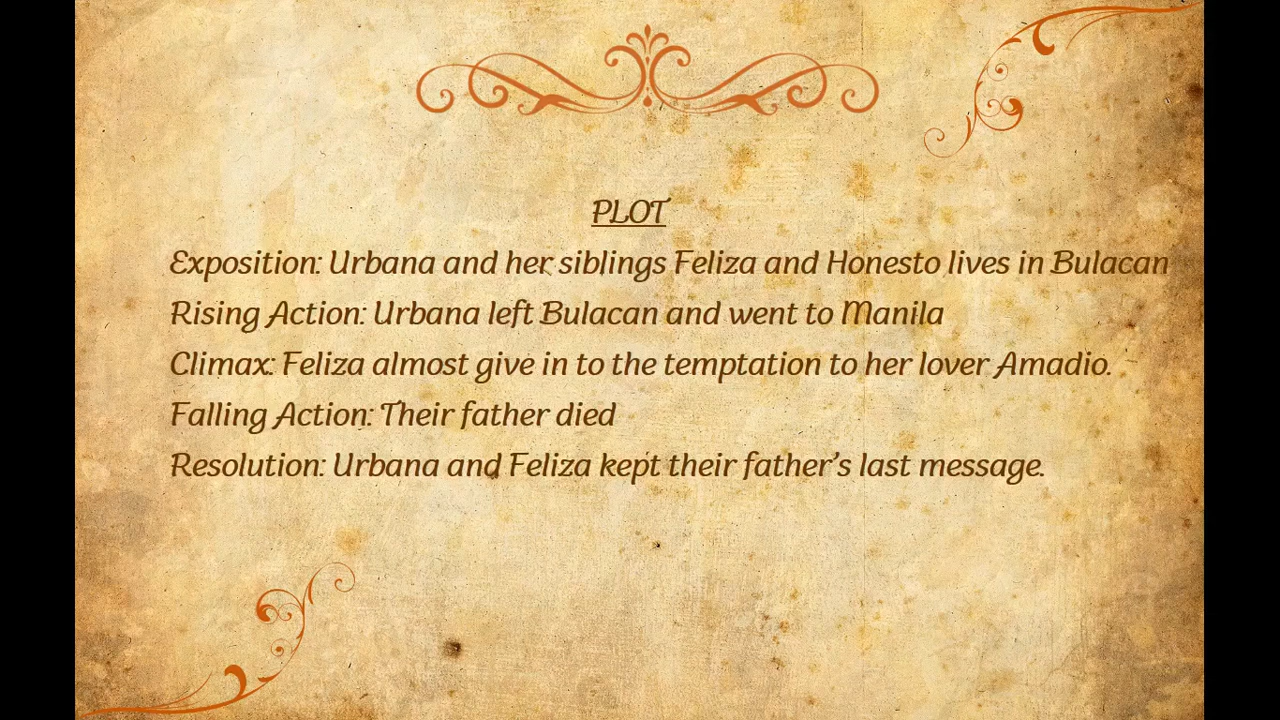 PLOT
Exposition: Urbana and her siblings Feliza and Honesto lives in Bulacan
Rising Action: Urbana left Bulacan and went to Manila
Climax: Feliza almost give in to the temptation to her lover Amadio.
Falling Action: Their father died
Resolution: Urbana and Feliza kept their father's last message.